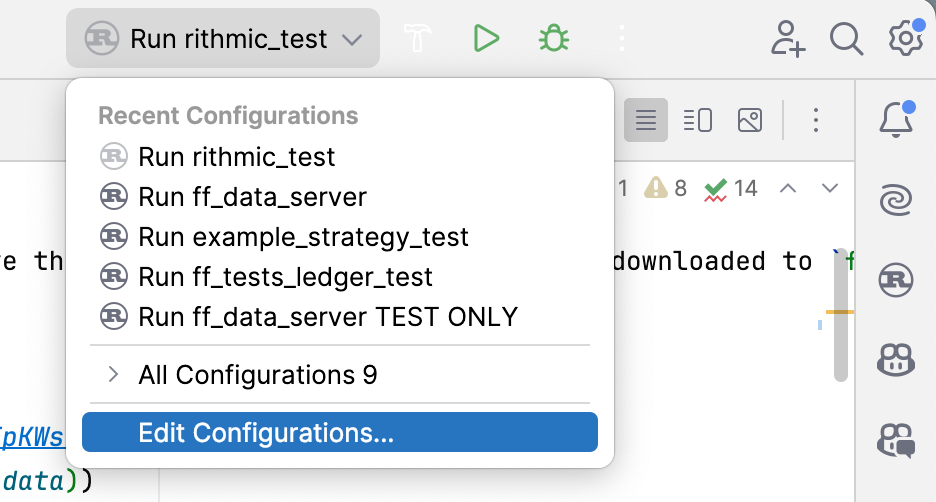 Run rithmic_test
Recent Configurations
Run rithmic_test
Run ff_data_server
1 8 14
Run example_strategy_test
e th downloaded to `f
Run ff_tests_ledger_test
Run ff_data_server TEST ONLY
All Configurations 9
Edit Configurations...
pKWs
data))